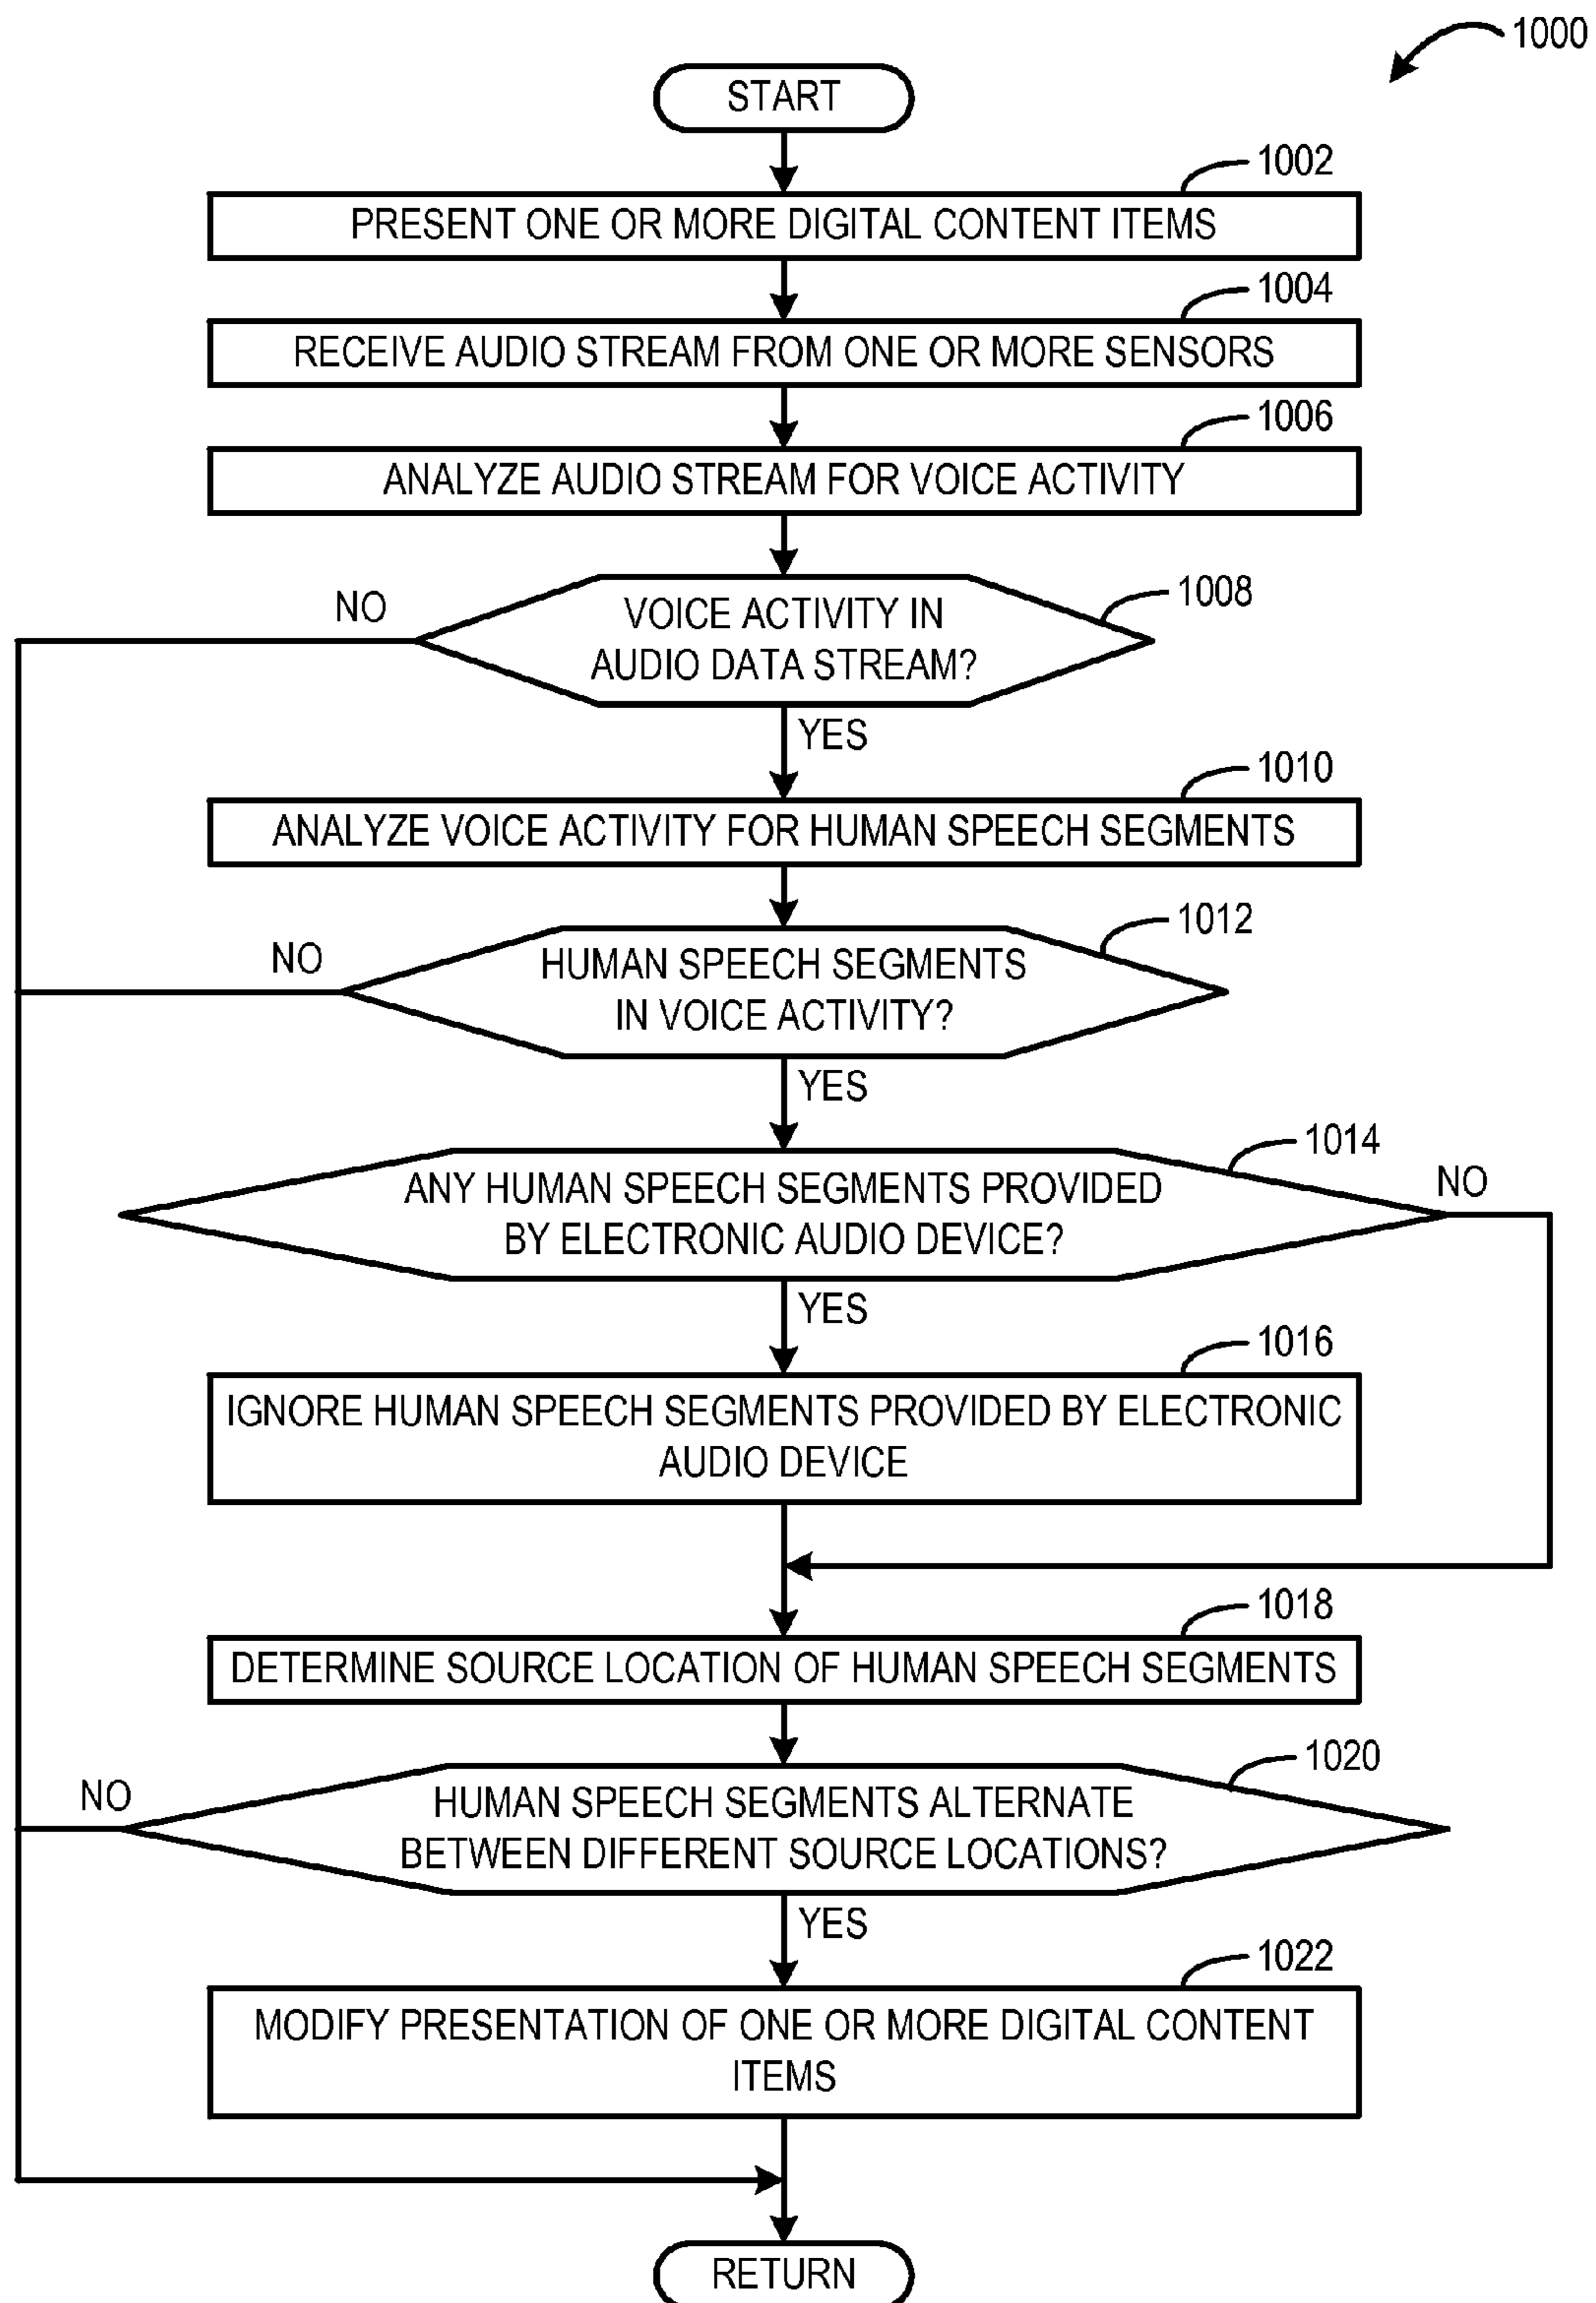 1000
START
1002
PRESENT ONE OR MORE DIGITAL CONTENT ITEMS
1004
RECEIVE AUDIO STREAM FROM ONE OR MORE SENSORS
1006
ANALYZE AUDIO STREAM FOR VOICE ACTIVITY
1008
NO
VOICE ACTIVITY IN
AUDIO DATA STREAM?
YES
1010
ANALYZE VOICE ACTIVITY FOR HUMAN SPEECH SEGMENTS
1012
NO
HUMAN SPEECH SEGMENTS
IN VOICE ACTIVITY?
YES
1014
NO
ANY HUMAN SPEECH SEGMENTS PROVIDED
BY ELECTRONIC AUDIO DEVICE?
YES
1016
IGNORE HUMAN SPEECH SEGMENTS PROVIDED BY ELECTRONIC
AUDIO DEVICE
1018
DETERMINE SOURCE LOCATION OF HUMAN SPEECH SEGMENTS
1020
NO
HUMAN SPEECH SEGMENTS ALTERNATE
BETWEEN DIFFERENT SOURCE LOCATIONS?
YES
1022
MODIFY PRESENTATION OF ONE OR MORE DIGITAL CONTENT
ITEMS
RETURN